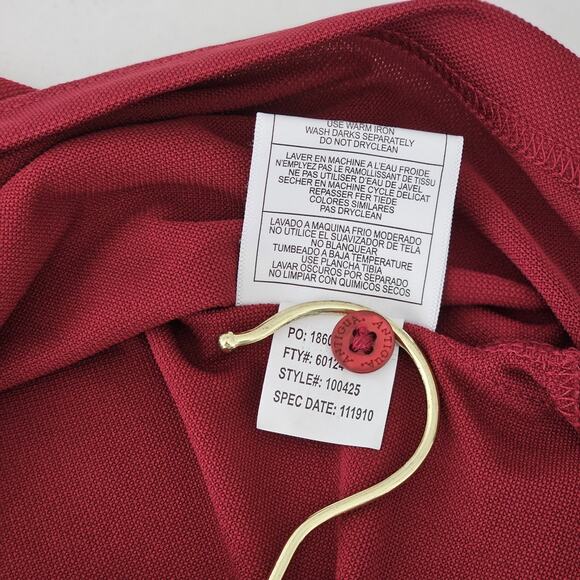 USE WARM IRON
WASH DARKS SEPARATELY
DO NOT DRYCLEAN
LAVER EN MACHINE A L'EAU FROIDE
N'EMPLOYEZ PAS LE RAMOLLISSANT DE TISSU
NE PAS UTILISER D'EAU DE JAVEL
SECHER EN MACHINE CYCLE DELICAT
REPASSER FER TIEDE
COLORES SIMILARES
PAS DRYCLEAN
LAVADO A MAQUINA FRIO MODERADO
NO UTILICE EL SUAVIZADOR DE TELA
NO BLANQUEAR
TUMBEADO A BAJA TEMPERATURE
USE PLANCHA TIBIA
LAVAR OSCUROS POR SEPARADO
NO LIMPIAR CON QUIMICOS SECOS
PO:
FTY#:
STYLE#: 100425
SPEC DATE: 111910
ANTIGUA. ANTIGUA.